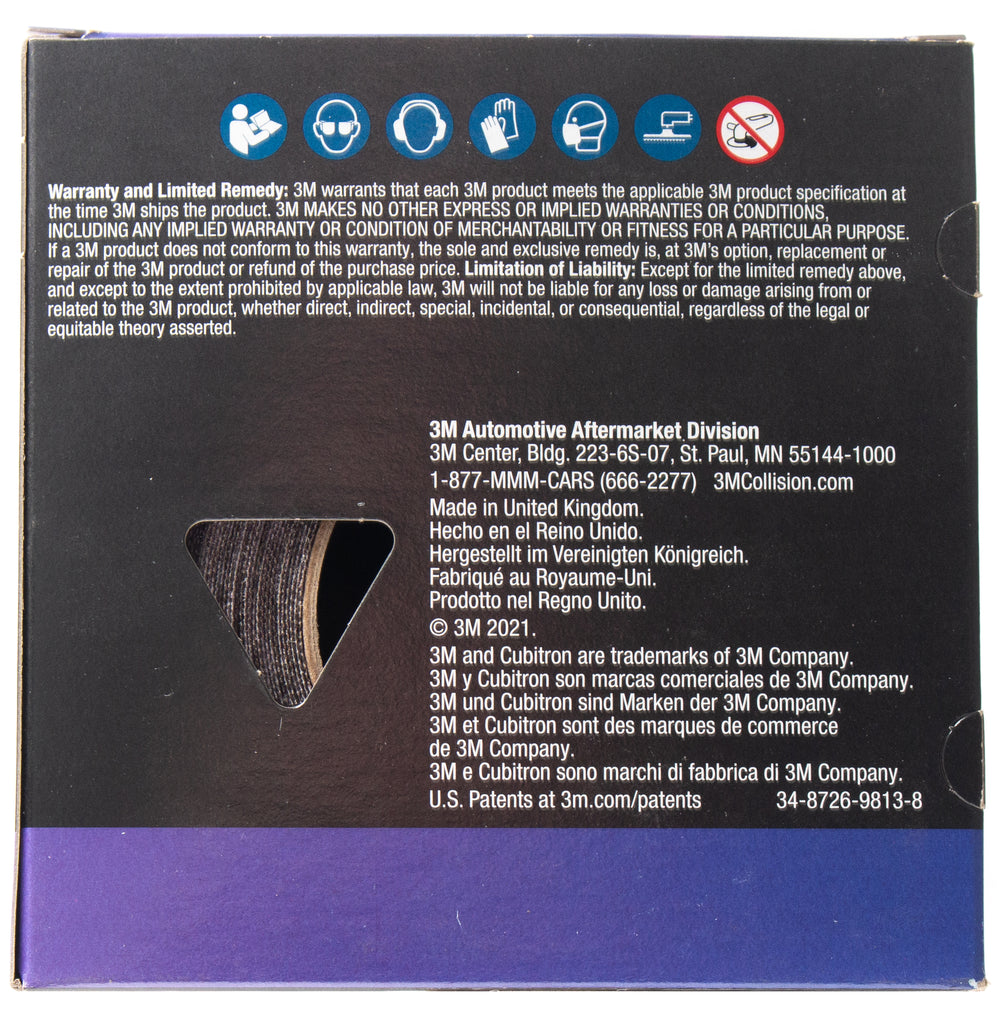 Warranty and Limited Remedy: 3M warrants that each 3M product meets the applicable 3M product specification at
the time 3M ships the product. 3M MAKES NO OTHER EXPRESS OR IMPLIED WARRANTIES OR CONDITIONS,
INCLUDING ANY IMPLIED WARRANTY OR CONDITION OF MERCHANTABILITY OR FITNESS FOR A PARTICULAR PURPOSE.
If a 3M product does not conform to this warranty, the sole and exclusive remedy is, at 3M's option, replacement or
repair of the 3M product or refund of the purchase price. Limitation of Liability: Except for the limited remedy above,
and except to the extent prohibited by applicable law, 3M will not be liable for any loss or damage arising from or
related to the 3M product, whether direct, indirect, special, incidental, or consequential, regardless of the legal or
equitable theory asserted.
3M Automotive Aftermarket Division
3M Center, Bldg. 223-6S-07, St. Paul, MN 55144-1000
1-877-MMM-CARS (666-2277) 3MCollision.com
Made in United Kingdom.
Hecho en el Reino Unido.
Hergestellt im Vereinigten Königreich.
Fabriqué au Royaume-Uni.
Prodotto nel Regno Unito.
© 3M 2021.
3M and Cubitron are trademarks of 3M Company.
3M y Cubitron son marcas comerciales de 3M Company.
3M und Cubitron sind Marken der 3M Company.
3M et Cubitron sont des marques de commerce
de 3M Company.
3M e Cubitron sono marchi di fabbrica di 3M Company.
U.S. Patents at 3m.com/patents 34-8726-9813-8